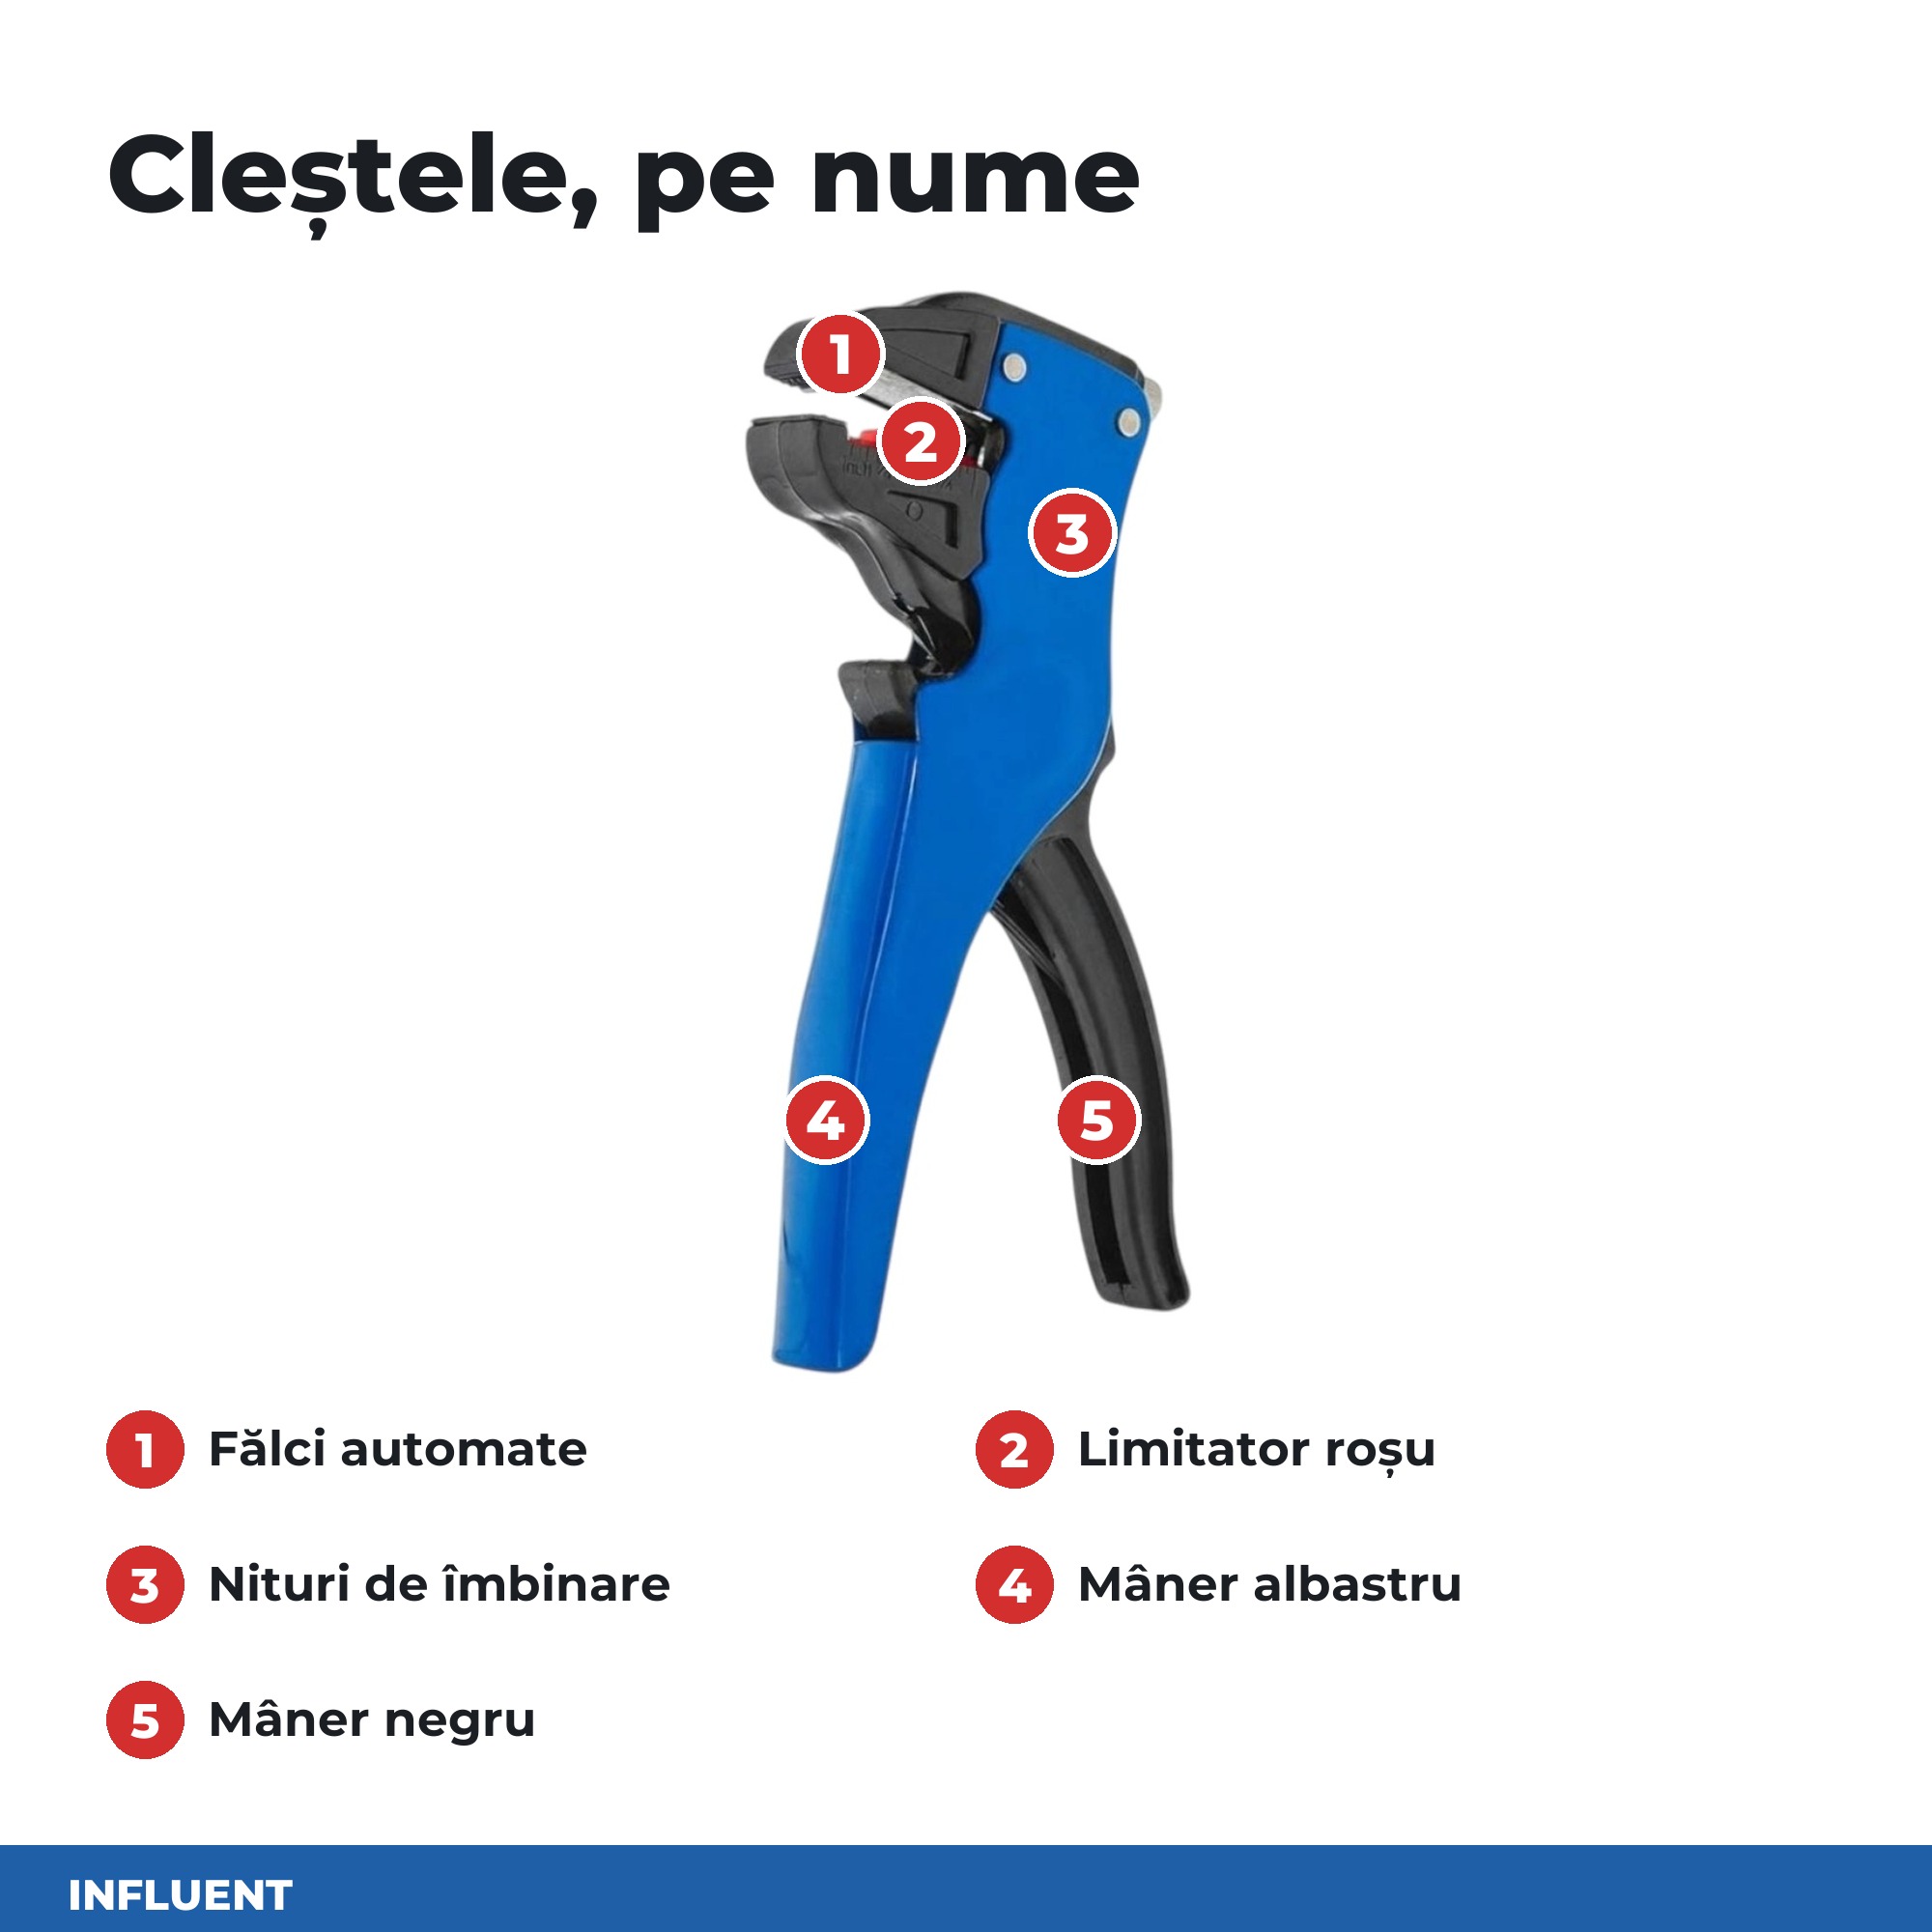 Cleștele, pe nume
1
2
3
4
5
1 Fălci automate
2 Limitator roșu
3 Nituri de îmbinare
4 Mâner albastru
5 Mâner negru
INFLUENT